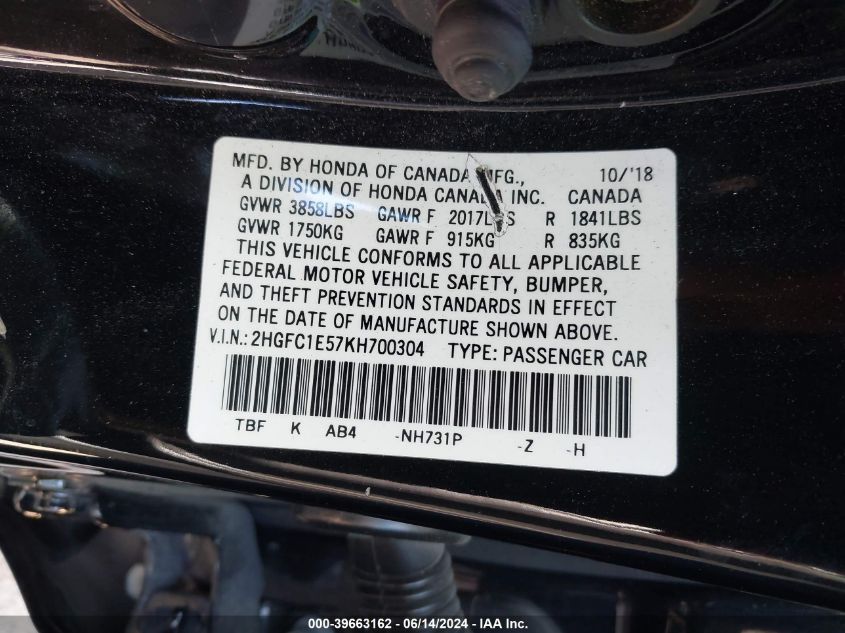 MFD. BY HONDA OF CANADA MFG., 10/'18
A DIVISION OF HONDA CANADA INC. CANADA
GVWR 3858LBS GAWR F 2017LBS R 1841LBS
GVWR 1750KG GAWR F 915KG R 835KG
THIS VEHICLE CONFORMS TO ALL APPLICABLE
FEDERAL MOTOR VEHICLE SAFETY, BUMPER,
AND THEFT PREVENTION STANDARDS IN EFFECT
ON THE DATE OF MANUFACTURE SHOWN ABOVE.
V.I.N.: 2HGFC1E57KH700304 TYPE: PASSENGER CAR
TBF K AB4 -NH731P -Z -H
000-39663162 - 06/14/2024 - IAA Inc.